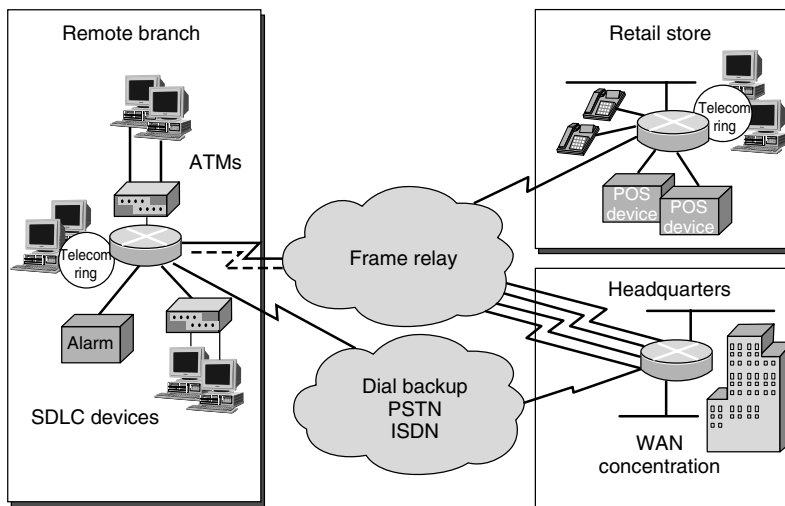 Remote branch
ATMs
Telecom
ring
Alarm
SDLC devices
Frame relay
Dial backup
PSTN
ISDN
Retail store
Telecom
ring
POS
device
POS
device
Headquarters
WAN
concentration